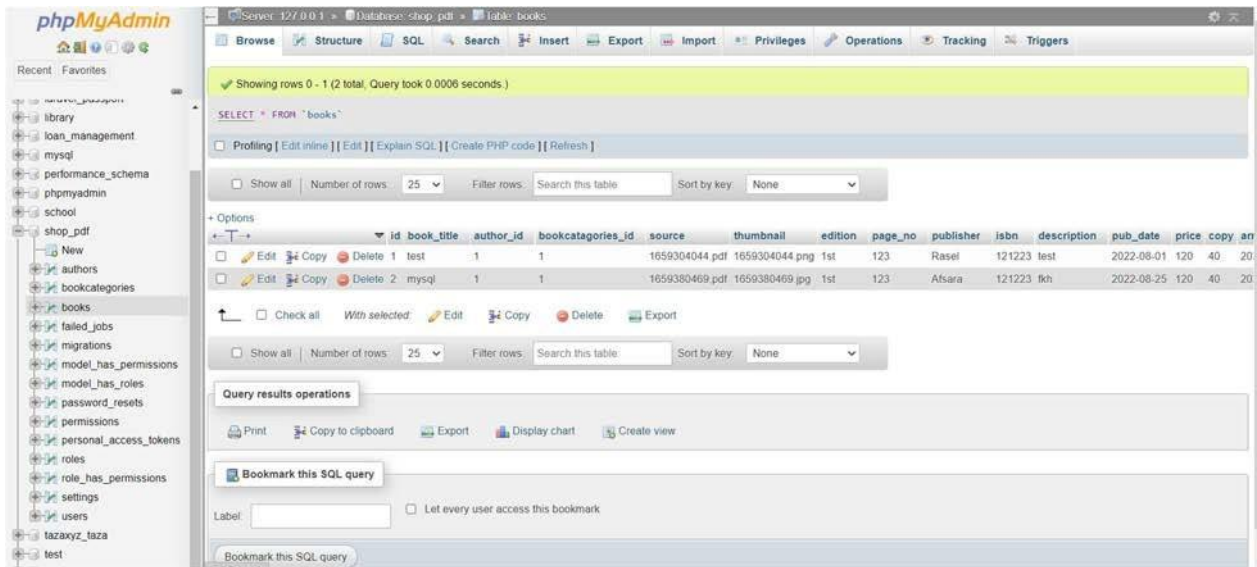 phpMyAdmin
Server: 127.0.0.1 » Database: shop_pdf » Table: books
Browse Structure SQL Search Insert Export Import Privileges Operations Tracking Triggers
Recent Favorites
library
loan_management
mysql
performance_schema
phpmyadmin
school
shop_pdf
New
authors
bookcategories
books
failed_jobs
migrations
model_has_permissions
model_has_roles
password_resets
permissions
personal_access_tokens
roles
role_has_permissions
settings
users
tazaxyz_taza
test
Showing rows 0 - 1 (2 total, Query took 0.0006 seconds.)
SELECT * FROM `books`
Profiling [ Edit inline ] [ Edit ] [ Explain SQL ] [ Create PHP code ] [ Refresh ]
Show all | Number of rows: 25 Filter rows: Search this table Sort by key: None
+ Options
id book_title author_id bookcatagories_id source thumbnail edition page_no publisher isbn description pub_date price copy
Edit Copy Delete 1 test 1 1 1659304044.pdf 1659304044.png 1st 123 Rasel 121223 test 2022-08-01 120 40 20
Edit Copy Delete 2 mysql 1 1 1659380469.pdf 1659380469.jpg 1st 123 Afsara 121223 fkh 2022-08-25 120 40 20
Check all With selected: Edit Copy Delete Export
Show all | Number of rows: 25 Filter rows: Search this table Sort by key: None
Query results operations
Print Copy to clipboard Export Display chart Create view
Bookmark this SQL query
Label: Let every user access this bookmark
Bookmark this SQL query